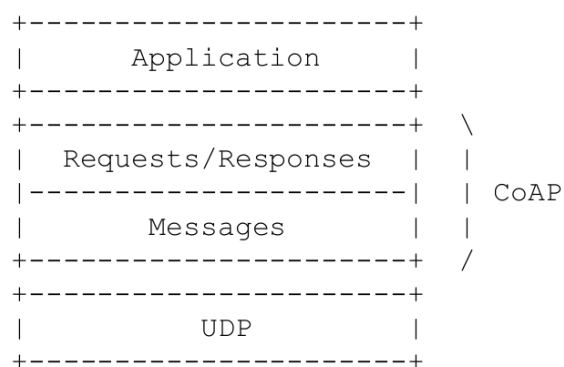 +----------------------+
|      Application     |
+----------------------+
+----------------------+  \
|  Requests/Responses  |  |
|----------------------|  | CoAP
|       Messages       |  |
+----------------------+  /
+----------------------+
|          UDP         |
+----------------------+